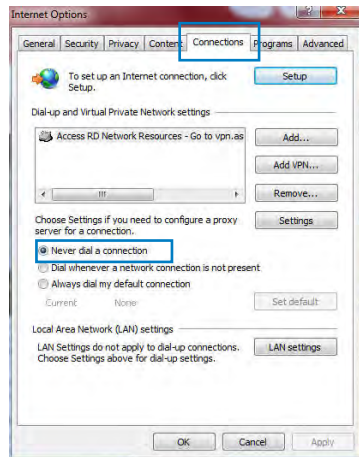 Internet Options
General Security Privacy Content Connections Programs Advanced
To set up an Internet connection, click
Setup.
Setup
Dial-up and Virtual Private Network settings
Access RD Network Resources - Go to vpn.as
Add...
Add VPN...
Remove...
Choose Settings if you need to configure a proxy
server for a connection.
Settings
Never dial a connection
Dial whenever a network connection is not present
Always dial my default connection
Current None
Set default
Local Area Network (LAN) settings
LAN Settings do not apply to dial-up connections.
Choose Settings above for dial-up settings.
LAN settings
OK Cancel Apply